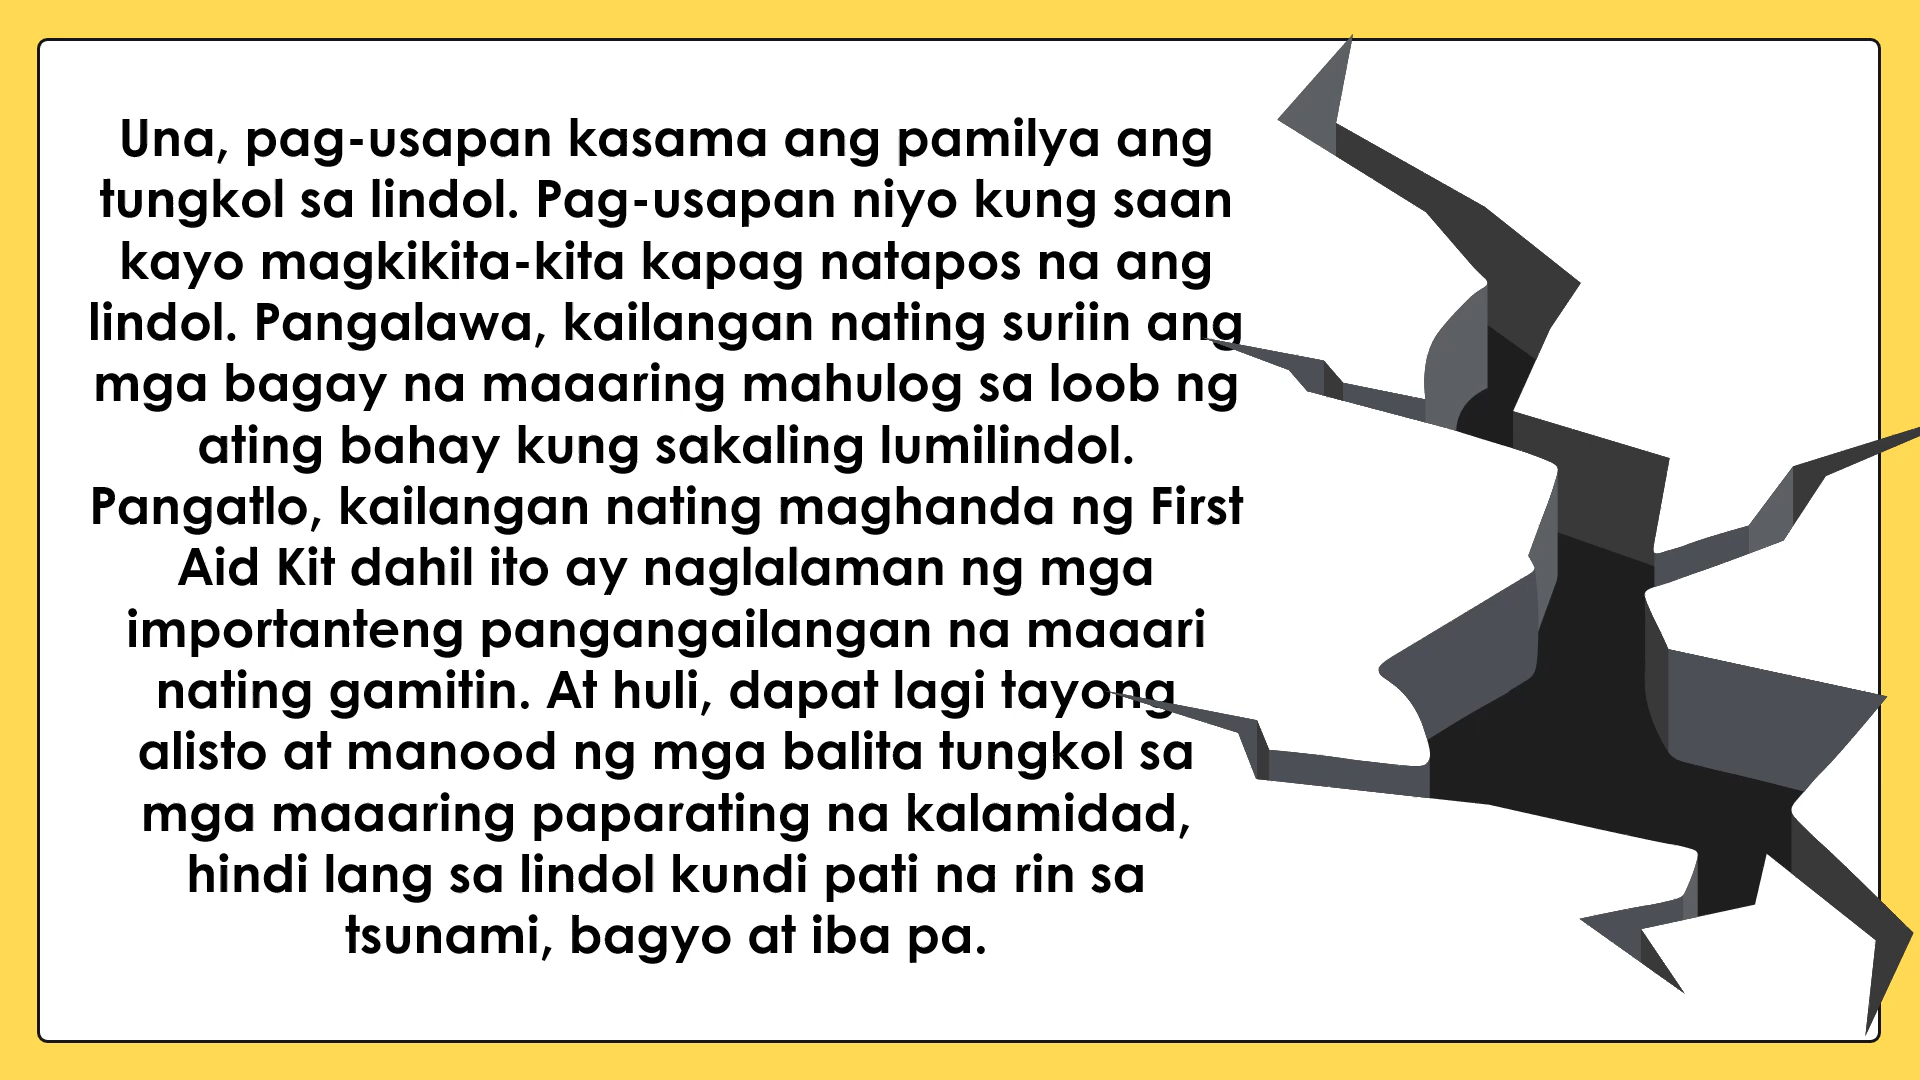 Una, pag-usapan kasama ang pamilya ang
tungkol sa lindol. Pag-usapan niyo kung saan
kayo magkikita-kita kapag natapos na ang
lindol. Pangalawa, kailangan nating suriin ang
mga bagay na maaaring mahulog sa loob ng
ating bahay kung sakaling lumilindol.
Pangatlo, kailangan nating maghanda ng First
Aid Kit dahil ito ay naglalaman ng mga
importanteng pangangailangan na maaari
nating gamitin. At huli, dapat lagi tayong
alisto at manood ng mga balita tungkol sa
mga maaaring paparating na kalamidad,
hindi lang sa lindol kundi pati na rin sa
tsunami, bagyo at iba pa.